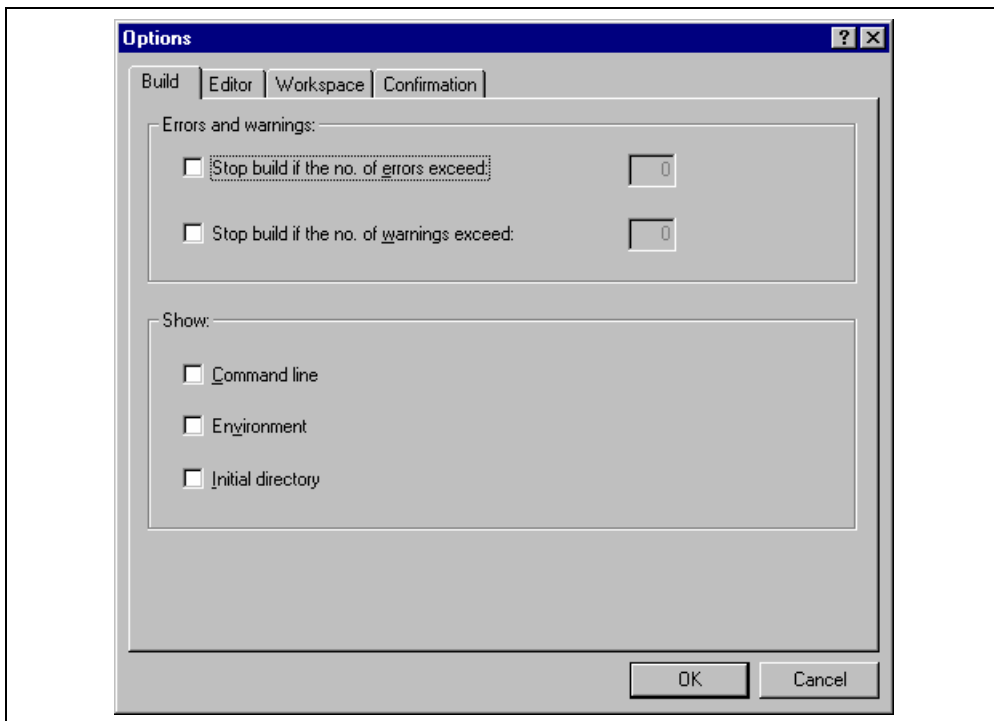 Options
Build Editor Workspace Confirmation
Errors and warnings:
Stop build if the no. of errors exceed: 0
Stop build if the no. of warnings exceed: 0
Show:
Command line
Environment
Initial directory
OK Cancel